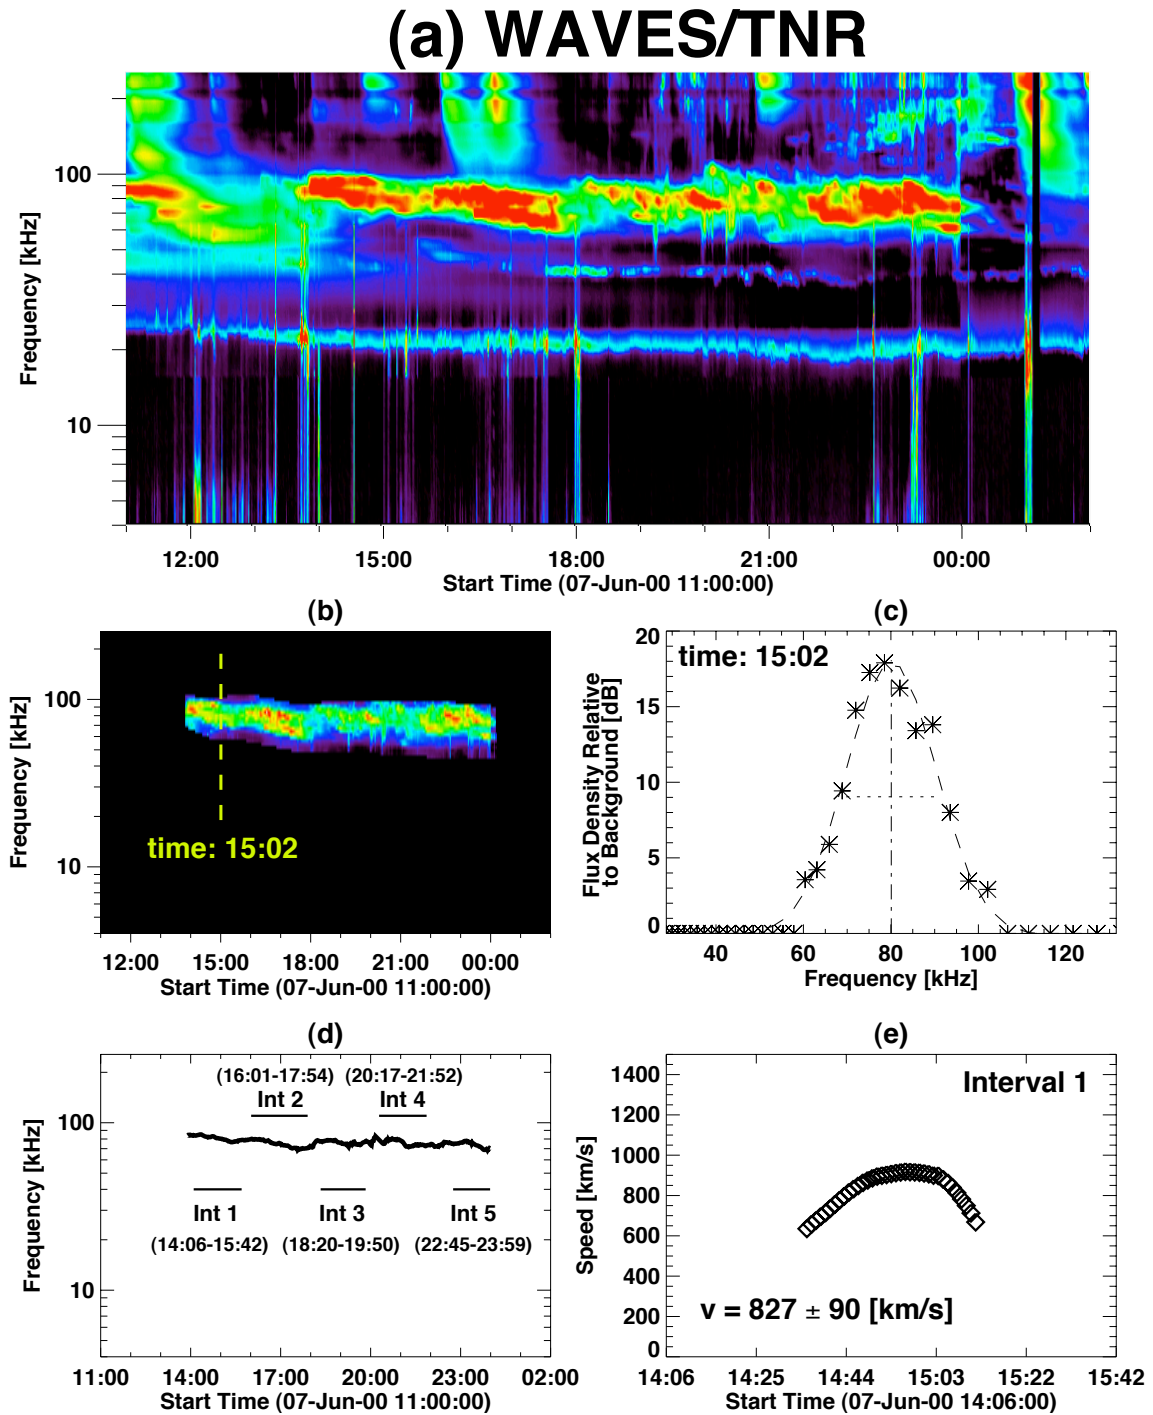 (a) WAVES/TNR
Frequency [kHz]
100
10
12:00 15:00 18:00 21:00 00:00
Start Time (07-Jun-00 11:00:00)
(b)
Frequency [kHz]
100
10
time: 15:02
12:00 15:00 18:00 21:00 00:00
Start Time (07-Jun-00 11:00:00)
(c)
Flux Density Relative
to Background [dB]
20
15
10
5
0
time: 15:02
40 60 80 100 120
Frequency [kHz]
(d)
Frequency [kHz]
100
10
(16:01-17:54) (20:17-21:52)
Int 2 Int 4
Int 1 Int 3 Int 5
(14:06-15:42) (18:20-19:50) (22:45-23:59)
11:00 14:00 17:00 20:00 23:00 02:00
Start Time (07-Jun-00 11:00:00)
(e)
Speed [km/s]
1400
1200
1000
800
600
400
200
0
Interval 1
v = 827 ± 90 [km/s]
14:06 14:25 14:44 15:03 15:22 15:42
Start Time (07-Jun-00 14:06:00)